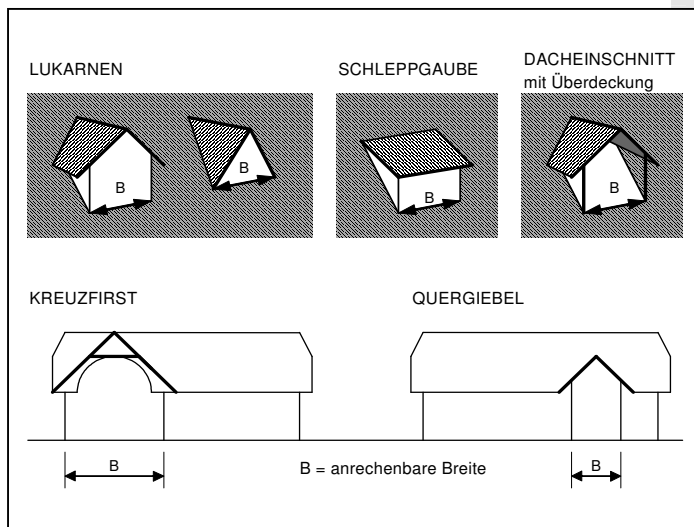 LUKARNEN
SCHLEPPGAUBE
DACHEINSCHNITT
mit Überdeckung
B
B
B
B
KREUZFIRST
QUERGIEBEL
B
B = anrechenbare Breite
B